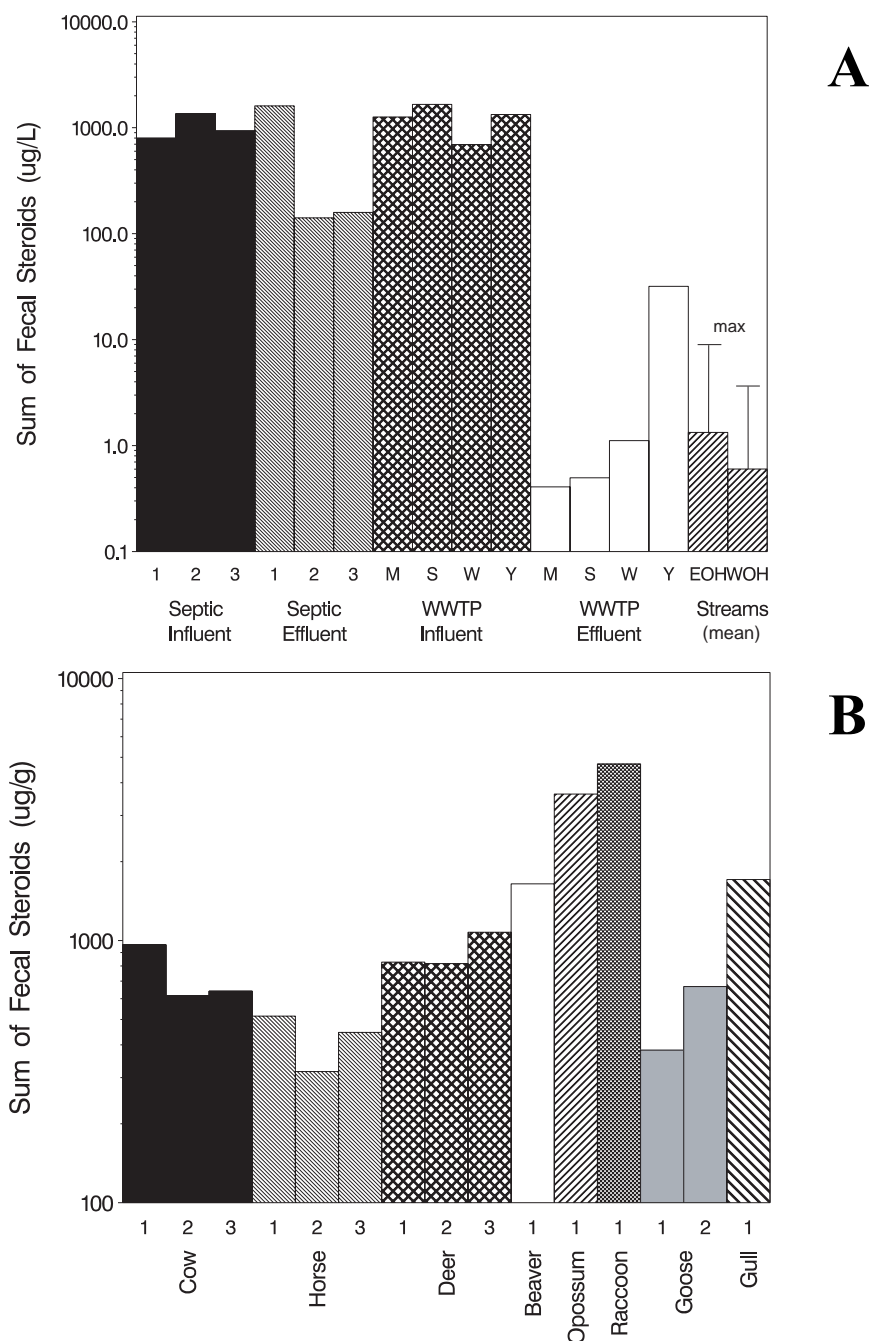 A
10000.0
1000.0
100.0
10.0
1.0
0.1
Sum of Fecal Steroids (ug/L)
max
1 2 3 1 2 3 M S W Y M S W Y EOH WOH
Septic Septic WWTP WWTP Streams
Influent Effluent Influent Effluent (mean)
B
10000
1000
100
Sum of Fecal Steroids (ug/g)
1 2 3 1 2 3 1 2 3 1 1 1 1 2 1
Cow Horse Deer Beaver Opossum Raccoon Goose Gull